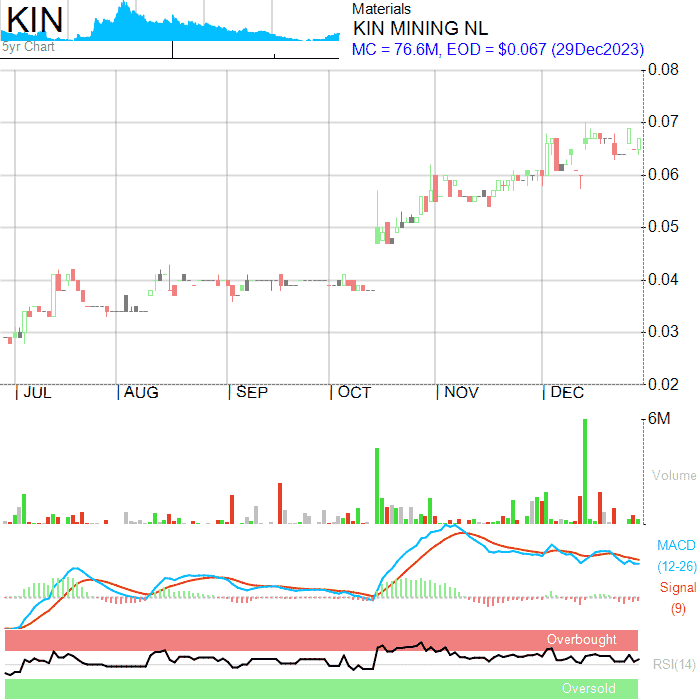 KIN
5yr Chart
Materials
KIN MINING NL
MC = 76.6M, EOD = $0.067 (29Dec2023)
0.08
0.07
0.06
0.05
0.04
0.03
0.02
JUL AUG SEP OCT NOV DEC
6M
Volume
MACD
(12-26)
Signal
(9)
Overbought
RSI(14)
Oversold